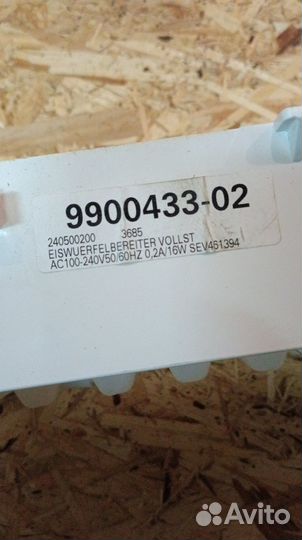 9900433-02
240500200 3685
EISWUERFELBEREITER VOLLST
AC100-240V50/60HZ 0,2A/16W SEV461394
Avito